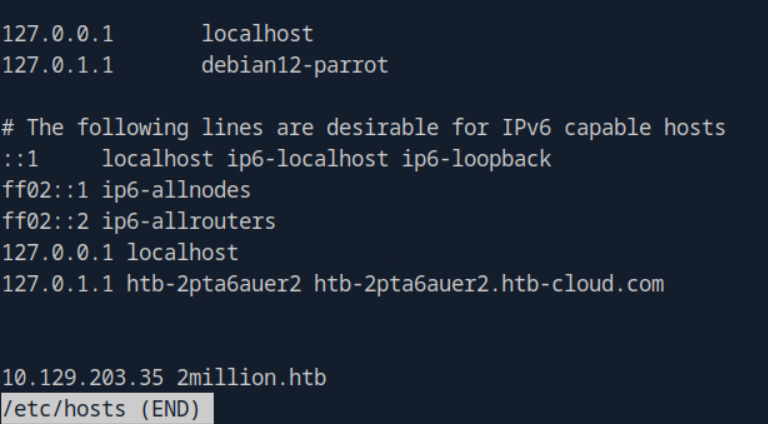 127.0.0.1       localhost
127.0.1.1       debian12-parrot
# The following lines are desirable for IPv6 capable hosts
::1     localhost ip6-localhost ip6-loopback
ff02::1 ip6-allnodes
ff02::2 ip6-allrouters
127.0.0.1 localhost
127.0.1.1 htb-2pta6auer2 htb-2pta6auer2.htb-cloud.com
10.129.203.35 2million.htb
/etc/hosts (END)